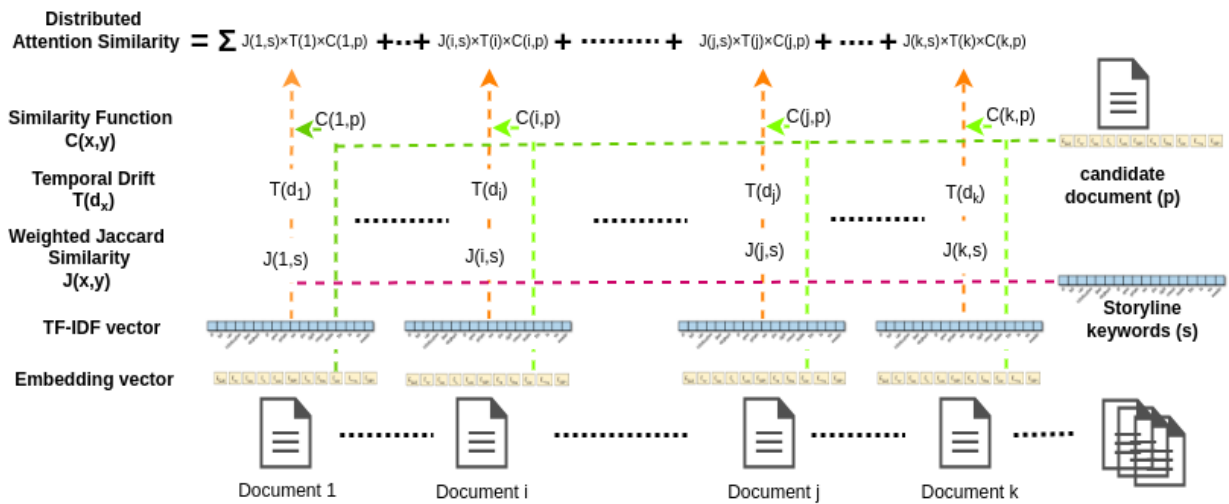 Distributed
Attention Similarity = Σ J(1,s)×T(1)×C(1,p) + ... + J(i,s)×T(i)×C(i,p) + ......... + J(j,s)×T(j)×C(j,p) + .... + J(k,s)×T(k)×C(k,p)
Similarity Function
C(x,y)
C(1,p) C(i,p) C(j,p) C(k,p)
candidate
document (p)
Temporal Drift
T(dₓ)
T(d₁) T(dᵢ) T(dⱼ) T(dₖ)
Weighted Jaccard
Similarity
J(x,y)
J(1,s) J(i,s) J(j,s) J(k,s)
Storyline
keywords (s)
TF-IDF vector
Embedding vector
Document 1 Document i Document j Document k